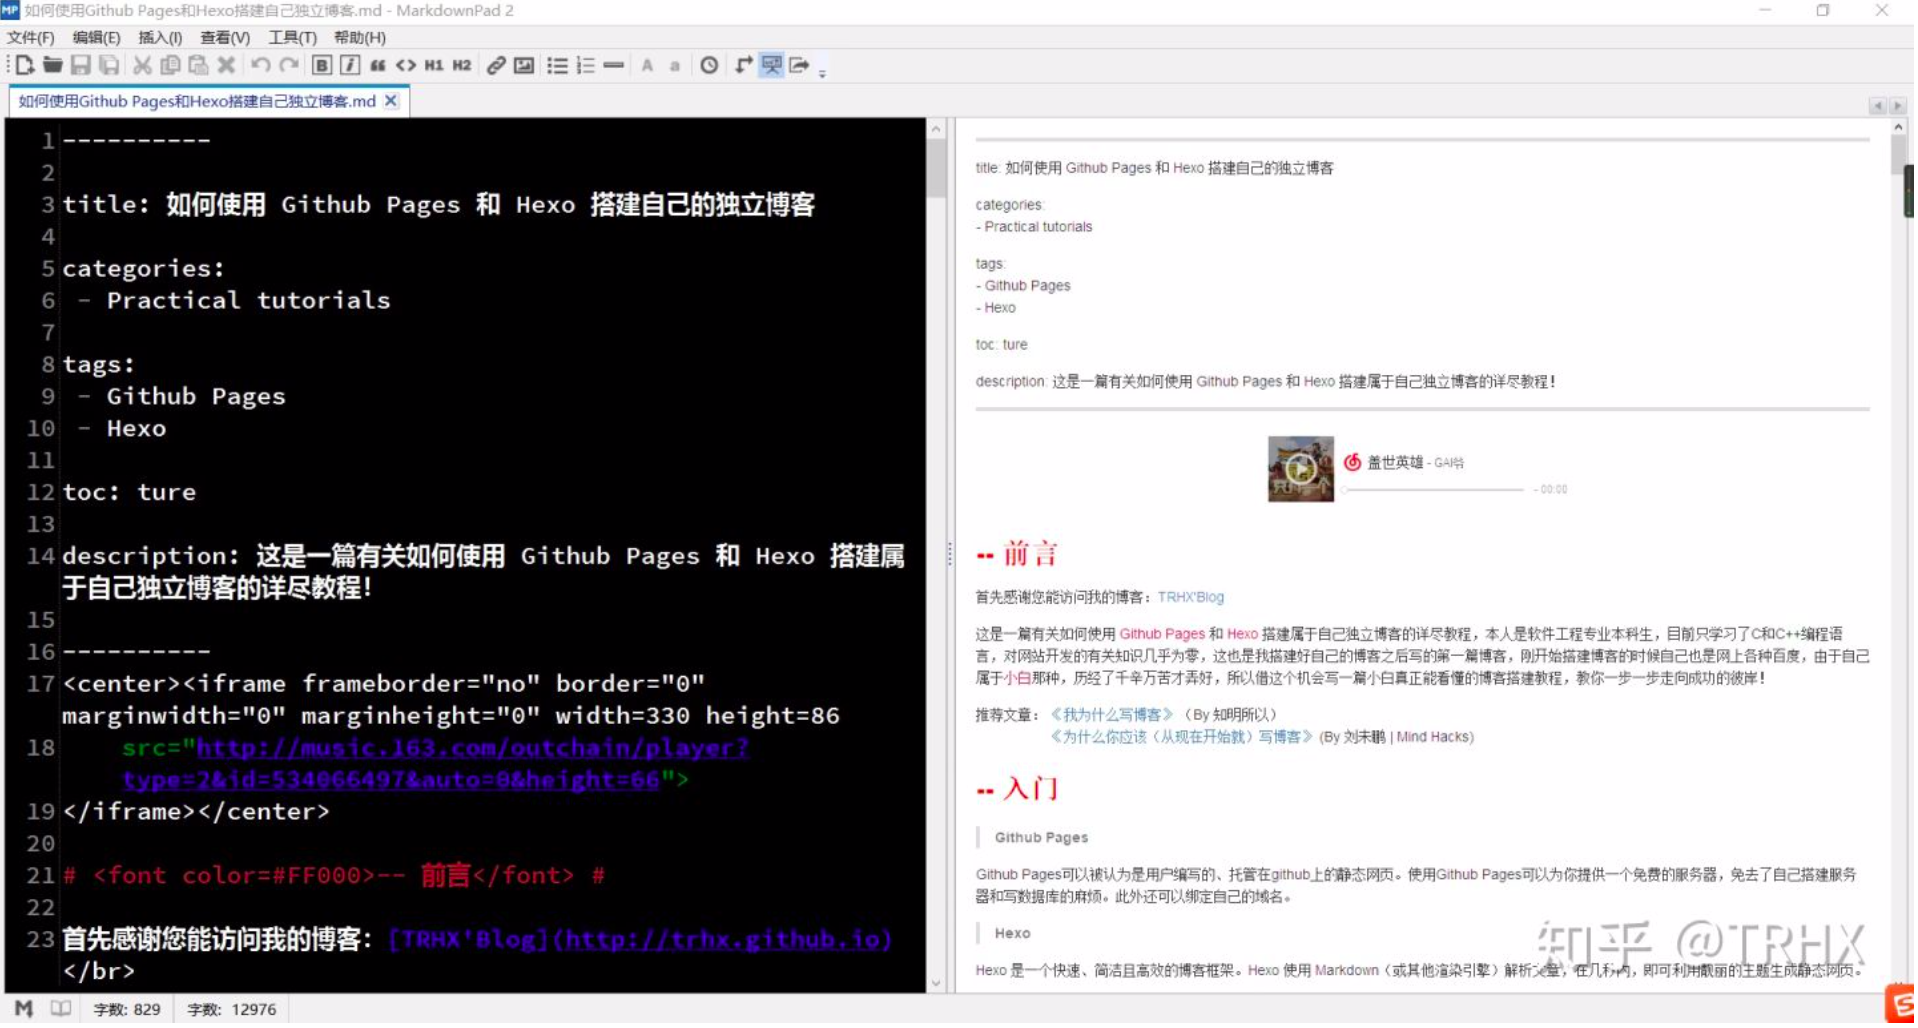 MP 如何使用Github Pages和Hexo搭建自己独立博客.md - MarkdownPad 2
文件(F) 编辑(E) 插入(I) 查看(V) 工具(T) 帮助(H)
B i “ <> H1 H2 A a
如何使用Github Pages和Hexo搭建自己独立博客.md
1 ----------
2
3 title: 如何使用 Github Pages 和 Hexo 搭建自己的独立博客
4
5 categories:
6 - Practical tutorials
7
8 tags:
9 - Github Pages
10 - Hexo
11
12 toc: ture
13
14 description: 这是一篇有关如何使用 Github Pages 和 Hexo 搭建属
于自己独立博客的详尽教程!
15
16 ----------
17 <center><iframe frameborder="no" border="0"
marginwidth="0" marginheight="0" width=330 height=86
18 src="http://music.163.com/outchain/player?
type=2&id=534066497&auto=0&height=66">
19 </iframe></center>
20
21 # <font color=#FF000>-- 前言</font> #
22
23 首先感谢您能访问我的博客：[TRHX'Blog](http://trhx.github.io)
</br>
title: 如何使用 Github Pages 和 Hexo 搭建自己的独立博客
categories:
- Practical tutorials
tags:
- Github Pages
- Hexo
toc: ture
description: 这是一篇有关如何使用 Github Pages 和 Hexo 搭建属于自己独立博客的详尽教程！
盖世英雄 - GAI爷
- 00:00
-- 前言
首先感谢您能访问我的博客：TRHX'Blog
这是一篇有关如何使用 Github Pages 和 Hexo 搭建属于自己独立博客的详尽教程，本人是软件工程专业本科生，目前只学习了C和C++编程语
言，对网站开发的有关知识几乎为零，这也是我搭建好自己的博客之后写的第一篇博客，刚开始搭建博客的时候自己也是网上各种百度，由于自己
属于小白那种，历经了千辛万苦才弄好，所以借这个机会写一篇小白真正能看懂的博客搭建教程，教你一步一步走向成功的彼岸！
推荐文章：《我为什么写博客》（By 知明所以）
《为什么你应该（从现在开始就）写博客》(By 刘未鹏 | Mind Hacks)
-- 入门
Github Pages
Github Pages可以被认为是用户编写的、托管在github上的静态网页。使用Github Pages可以为你提供一个免费的服务器，免去了自己搭建服务
器和写数据库的麻烦。此外还可以绑定自己的域名。
Hexo
Hexo 是一个快速、简洁且高效的博客框架。Hexo 使用 Markdown（或其他渲染引擎）解析文章，在几秒内，即可利用靓丽的主题生成静态网页。
知乎 @TRHX
字数: 829 字数: 12976